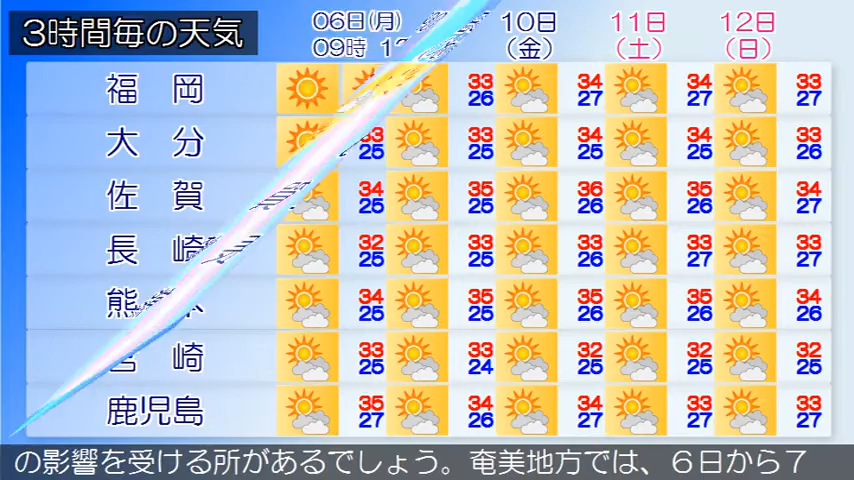 3時間毎の天気
06日(月) 10日 11日 12日
09時 (金) (土) (日)
福岡 33 34 34 33
26 27 27 27
大分 33 33 34 34 33
25 25 25 25 26
佐賀 34 35 36 35 34
25 25 26 26 27
長崎 32 33 33 33 33
25 25 26 27 27
熊本 34 35 35 35 34
25 25 26 26 26
宮崎 33 33 32 32 32
25 24 25 25 25
鹿児島 35 34 34 33 33
27 26 27 27 27
の影響を受ける所があるでしょう。奄美地方では、6日から7